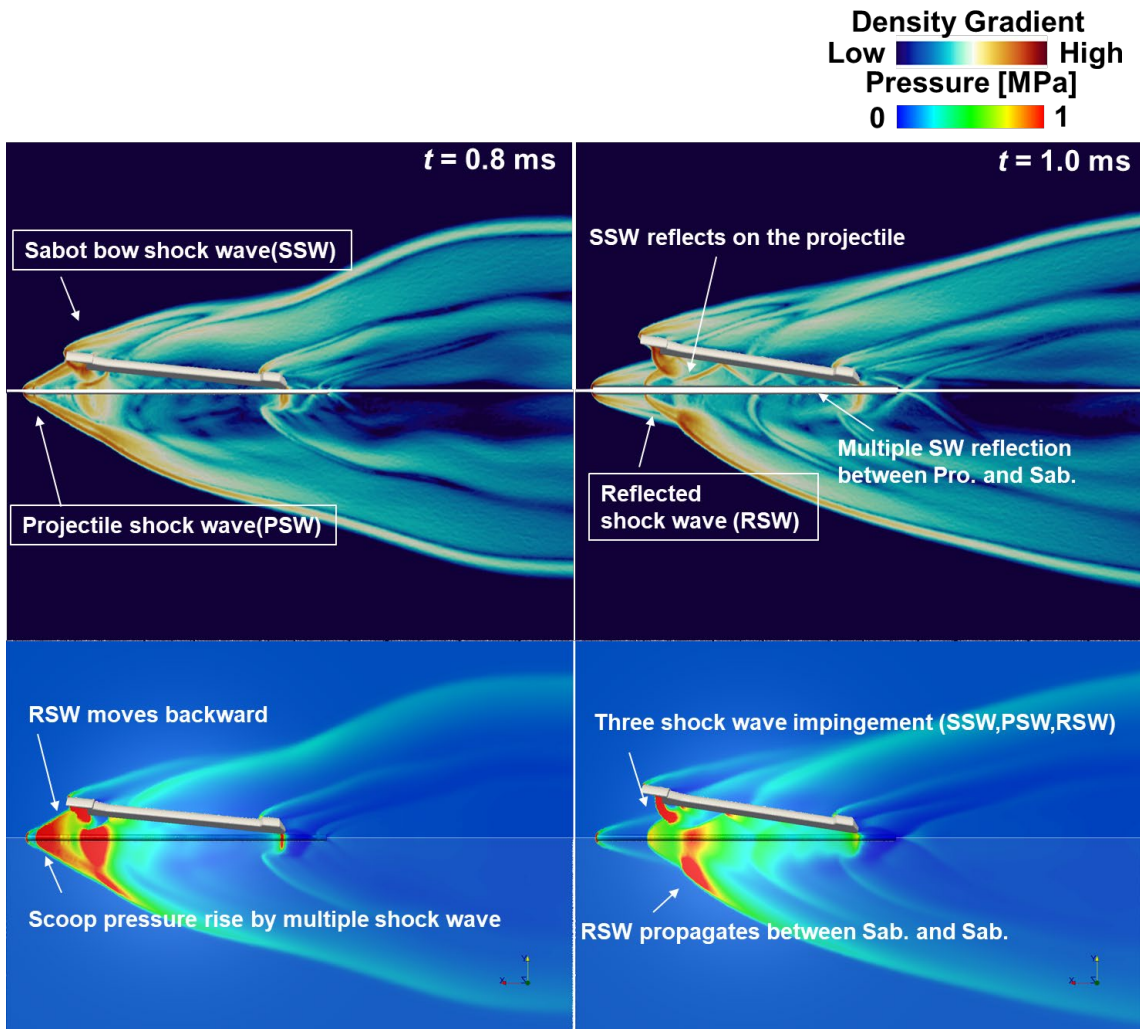 Density Gradient
Low High
Pressure [MPa]
0 1
t = 0.8 ms
Sabot bow shock wave(SSW)
Projectile shock wave(PSW)
t = 1.0 ms
SSW reflects on the projectile
Multiple SW reflection
between Pro. and Sab.
Reflected
shock wave (RSW)
RSW moves backward
Scoop pressure rise by multiple shock wave
Y
X Z
Three shock wave impingement (SSW,PSW,RSW)
RSW propagates between Sab. and Sab.
Y
X Z